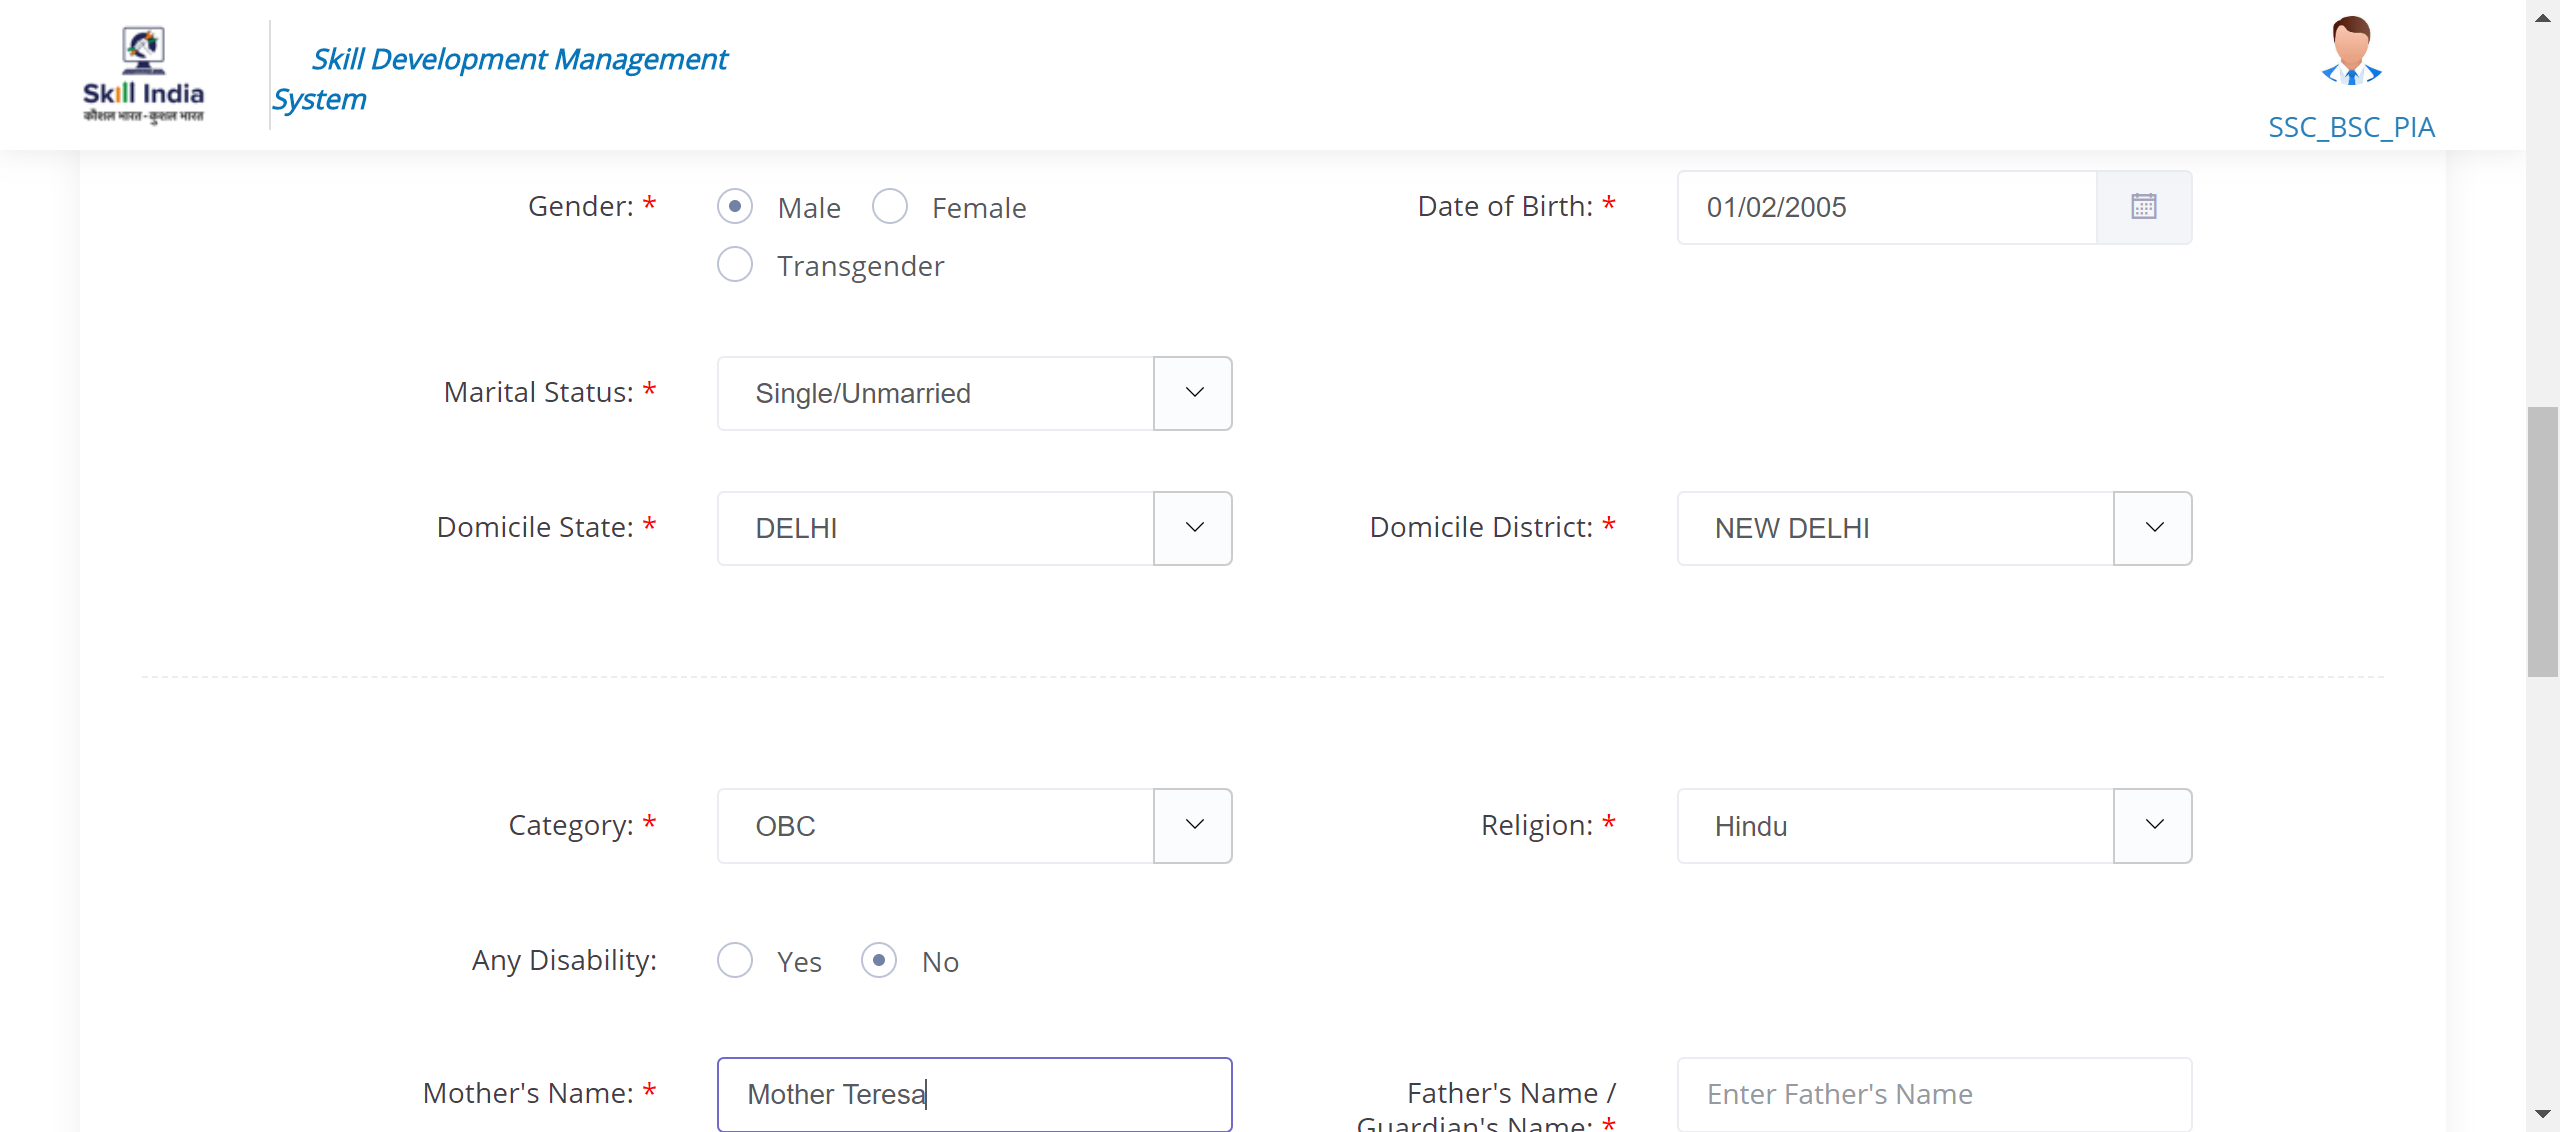 Skill India
कौशल भारत - कुशल भारत
Skill Development Management
System
SSC_BSC_PIA
Gender: *
Male
Female
Transgender
Date of Birth: *
01/02/2005
Marital Status: *
Single/Unmarried
Domicile State: *
DELHI
Domicile District: *
NEW DELHI
Category: *
OBC
Religion: *
Hindu
Any Disability:
Yes
No
Mother's Name: *
Mother Teresa
Father's Name /
Guardian's Name: *
Enter Father's Name